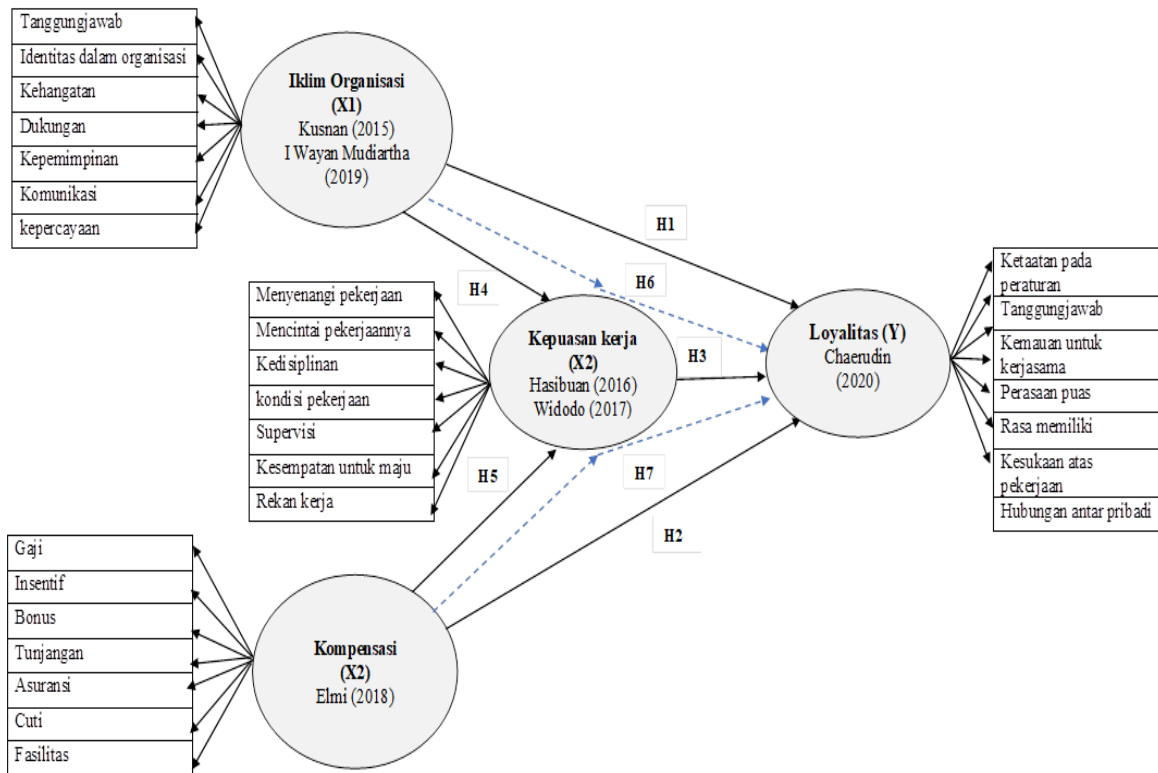 Tanggungjawab
Identitas dalam organisasi
Kehangatan
Dukungan
Kepemimpinan
Komunikasi
kepercayaan
Iklim Organisasi
(X1)
Kusnan (2015)
I Wayan Mudiartha
(2019)
H1
H6
H4
Menyenangi pekerjaan
Mencintai pekerjaannya
Kedisiplinan
kondisi pekerjaan
Supervisi
Kesempatan untuk maju
Rekan kerja
Kepuasan kerja
(X2)
Hasibuan (2016)
Widodo (2017)
H3
Loyalitas (Y)
Chaerudin
(2020)
Ketaatan pada
peraturan
Tanggungjawab
Kemauan untuk
kerjasama
Perasaan puas
Rasa memiliki
Kesukaan atas
pekerjaan
Hubungan antar pribadi
H5
H7
H2
Gaji
Insentif
Bonus
Tunjangan
Asuransi
Cuti
Fasilitas
Kompensasi
(X2)
Elmi (2018)